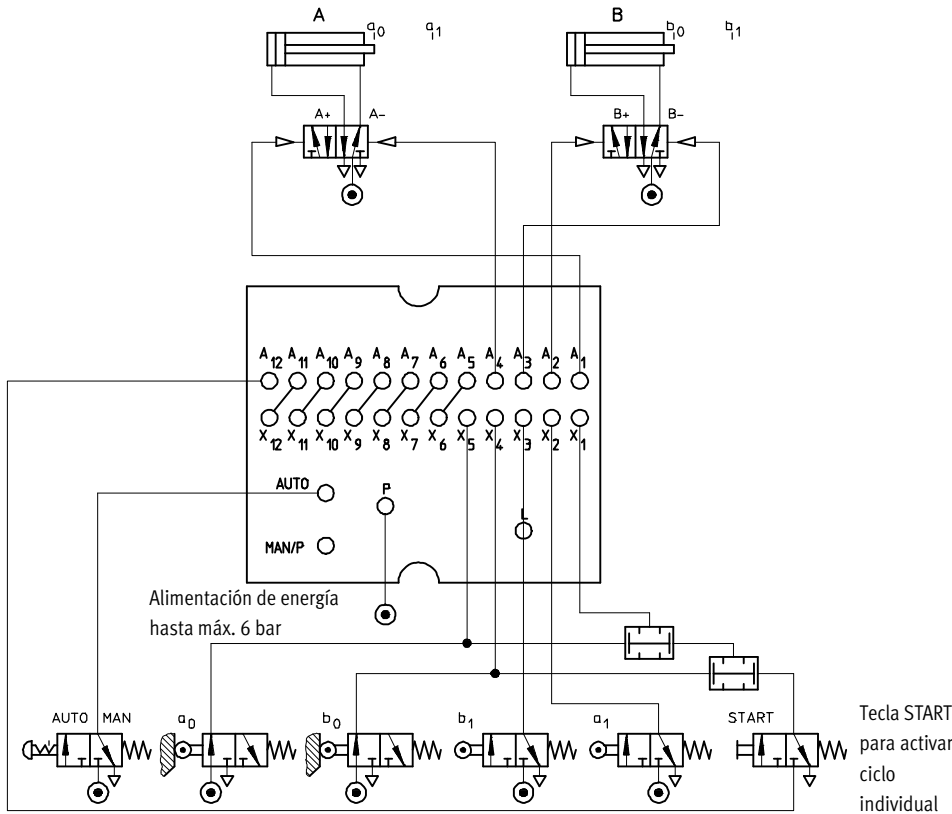 A a0 a1 B b0 b1
A+ A- B+ B-
A12 A11 A10 A9 A8 A7 A6 A5 A4 A3 A2 A1
X12 X11 X10 X9 X8 X7 X6 X5 X4 X3 X2 X1
AUTO P
L
MAN/P
Alimentación de energía
hasta máx. 6 bar
AUTO MAN a0 b0 b1 a1 START
Tecla START
para activar
ciclo
individual